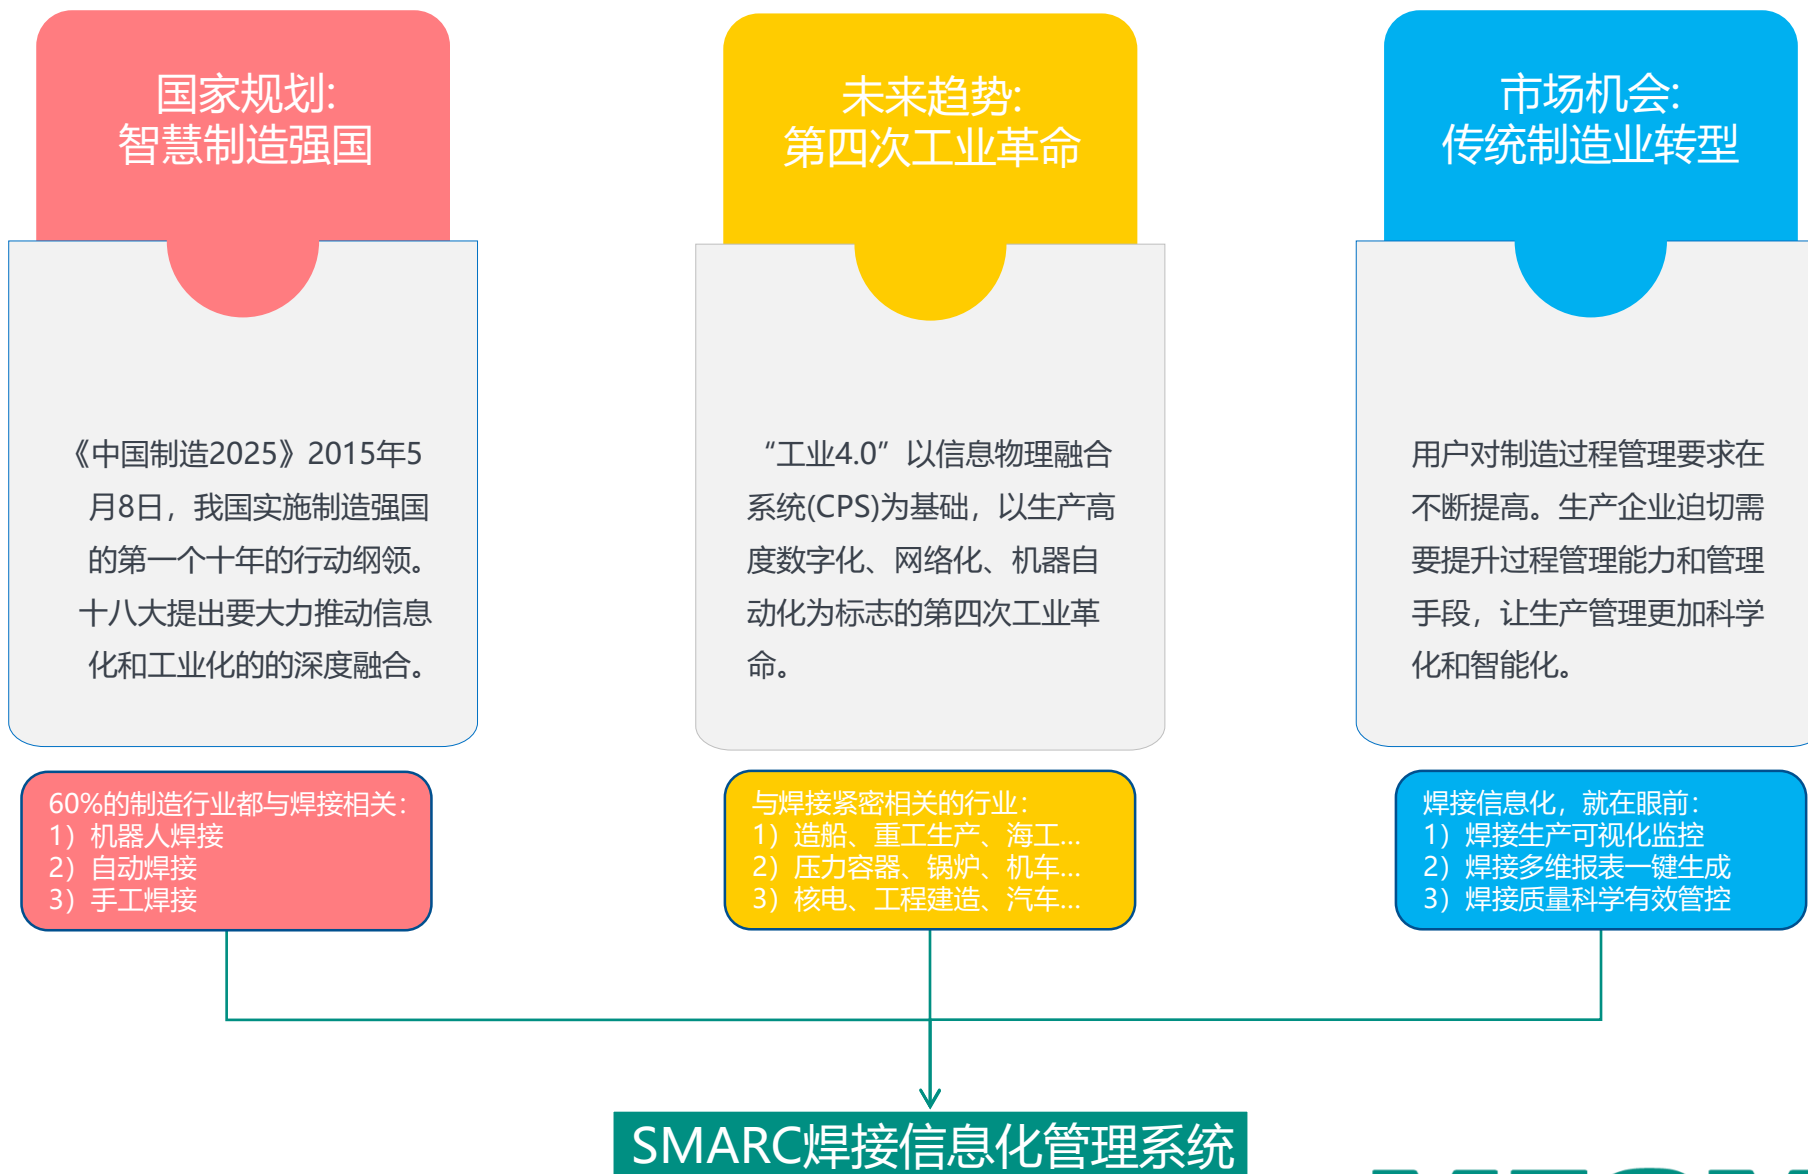 国家规划:
智慧制造强国
《中国制造2025》2015年5
月8日，我国实施制造强国
的第一个十年的行动纲领。
十八大提出要大力推动信息
化和工业化的的深度融合。
60%的制造行业都与焊接相关：
1）机器人焊接
2）自动焊接
3）手工焊接
未来趋势:
第四次工业革命
“工业4.0”以信息物理融合
系统(CPS)为基础，以生产高
度数字化、网络化、机器自
动化为标志的第四次工业革
命。
与焊接紧密相关的行业：
1）造船、重工生产、海工...
2）压力容器、锅炉、机车...
3）核电、工程建造、汽车...
市场机会:
传统制造业转型
用户对制造过程管理要求在
不断提高。生产企业迫切需
要提升过程管理能力和管理
手段，让生产管理更加科学
化和智能化。
焊接信息化，就在眼前：
1）焊接生产可视化监控
2）焊接多维报表一键生成
3）焊接质量科学有效管控
SMARC焊接信息化管理系统